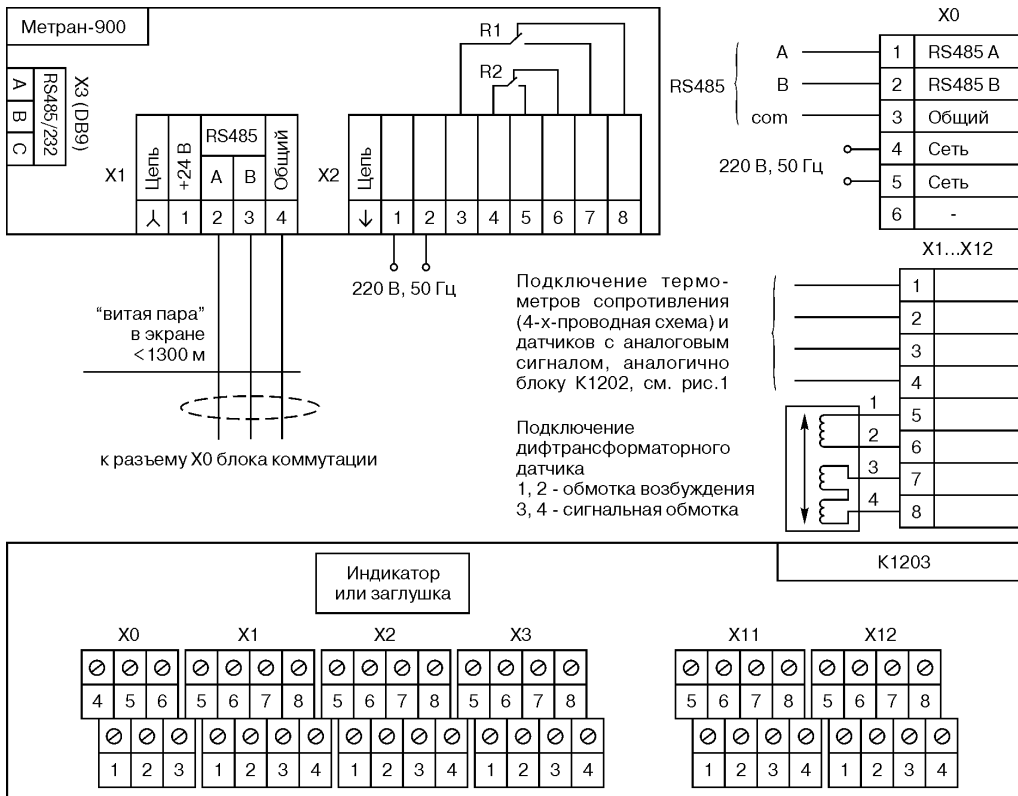 Метран-900
X3 (DB9)
RS485/232
A
B
C
X1
Цепь
+24 В
RS485
A
B
Общий
1
2
3
4
R1
R2
X2
Цепь
1
2
3
4
5
6
7
8
220 В, 50 Гц
“витая пара”
в экране
<1300 м
к разъему X0 блока коммутации
X0
RS485
A
B
com
1 RS485 A
2 RS485 B
3 Общий
4 Сеть
5 Сеть
6 -
220 В, 50 Гц
X1...X12
Подключение термо-
метров сопротивления
(4-х-проводная схема) и
датчиков с аналоговым
сигналом, аналогично
блоку К1202, см. рис.1
Подключение
дифтрансформаторного
датчика
1, 2 - обмотка возбуждения
3, 4 - сигнальная обмотка
1
2
3
4
1
2
3
4
5
6
7
8
К1203
Индикатор
или заглушка
X0 X1 X2 X3 X11 X12
4 5 6 5 6 7 8 5 6 7 8 5 6 7 8 5 6 7 8 5 6 7 8
1 2 3 1 2 3 4 1 2 3 4 1 2 3 4 1 2 3 4 1 2 3 4